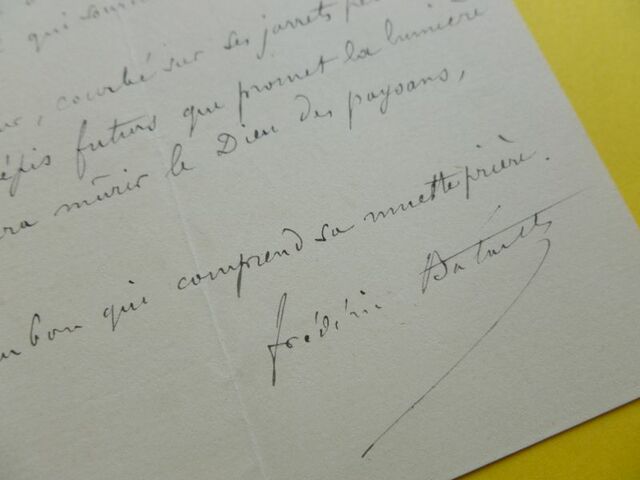 qui souri
, courbé sur ses jarrets
épis futurs que promet la lumière
ra mûrir le Dieu des paysans,
bon qui comprend sa muette prière.
Frédéric Bataille